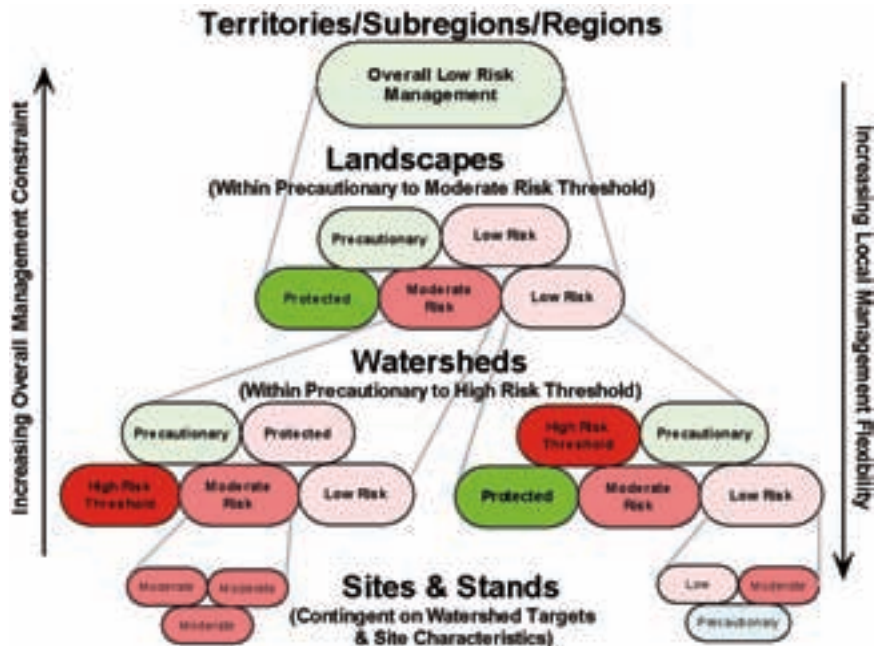 Territories/Subregions/Regions
Overall Low Risk
Management
Increasing Overall Management Constraint
Increasing Local Management Flexibility
Landscapes
(Within Precautionary to Moderate Risk Threshold)
Precautionary
Low Risk
Protected
Moderate
Risk
Low Risk
Watersheds
(Within Precautionary to High Risk Threshold)
Precautionary
Protected
High Risk
Threshold
Moderate
Risk
Low Risk
High Risk
Threshold
Precautionary
Protected
Moderate
Risk
Low Risk
Moderate
Moderate
Moderate
Sites & Stands
(Contingent on Watershed Targets
& Site Characteristics)
Low
Moderate
Precautionary